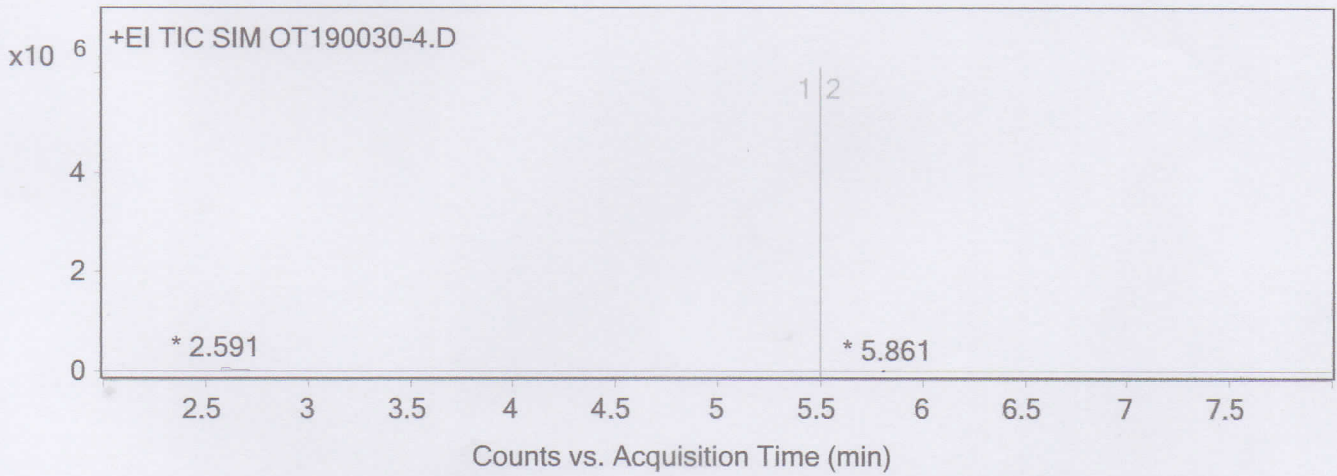 +EI TIC SIM OT190030-4.D
x10 6
1 2
4
2
* 2.591
* 5.861
0
2.5 3 3.5 4 4.5 5 5.5 6 6.5 7 7.5
Counts vs. Acquisition Time (min)